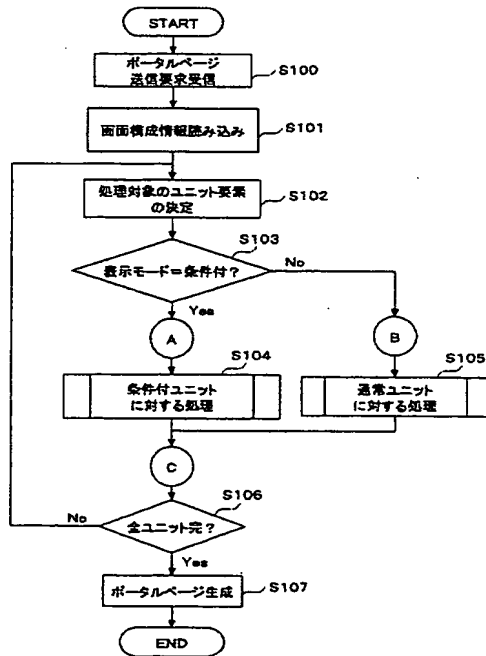 START
ポータルページ
送信要求受信
S100
画面構成情報読み込み
S101
処理対象のユニット要素
の決定
S102
表示モード=条件付?
S103
No
Yes
A
B
条件付ユニット
に対する処理
S104
通常ユニット
に対する処理
S105
C
全ユニット完?
S106
No
Yes
ポータルページ生成
S107
END